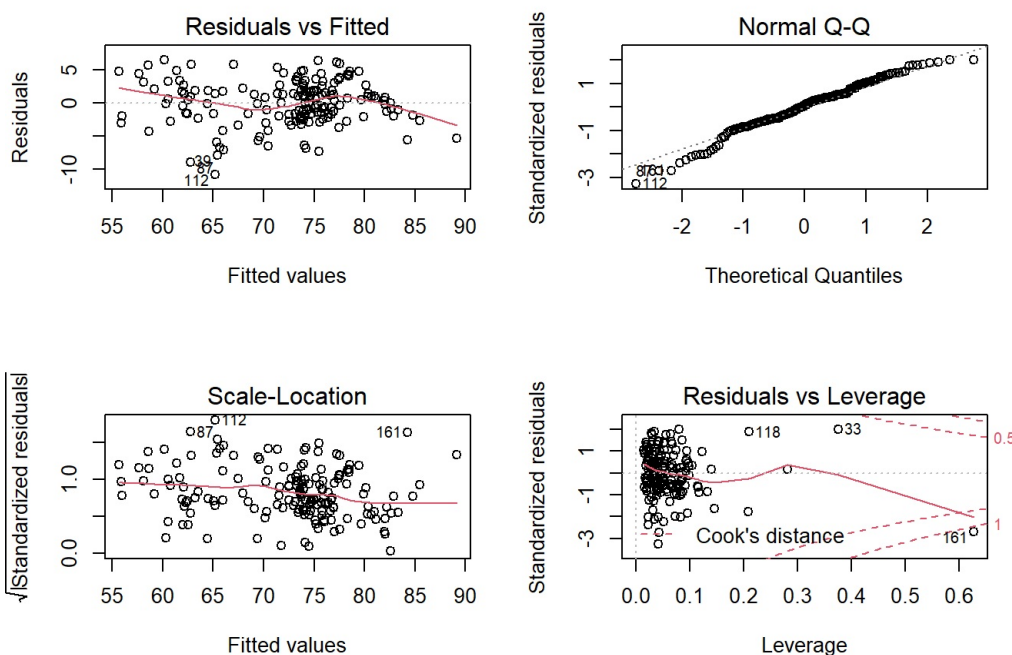 Residuals vs Fitted
Residuals
5
0
-10
39
87
112
55 60 65 70 75 80 85 90
Fitted values
Normal Q-Q
Standardized residuals
1
-1
-3
112
-2 -1 0 1 2
Theoretical Quantiles
Scale-Location
√|Standardized residuals|
1.0
0.0
112
87
161
55 60 65 70 75 80 85 90
Fitted values
Residuals vs Leverage
Standardized residuals
1
-1
-3
118
33
0.5
1
161
Cook's distance
0.0 0.1 0.2 0.3 0.4 0.5 0.6
Leverage